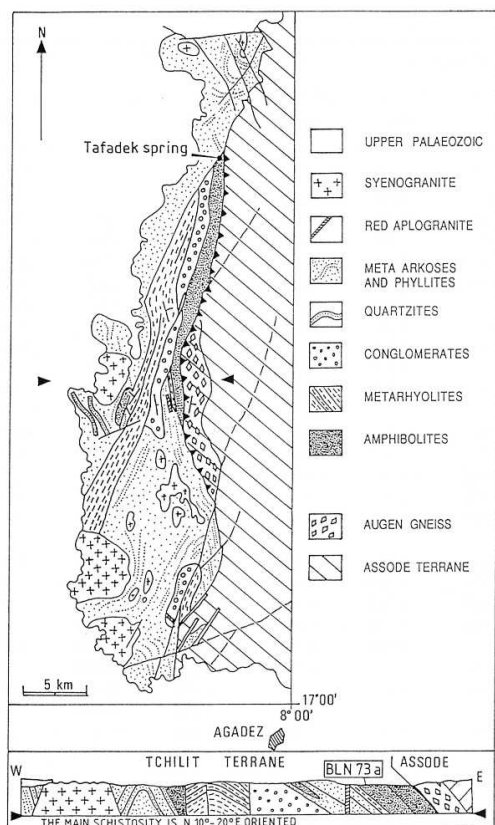 N
Tafadek spring
UPPER PALAEOZOIC
SYENOGRANITE
RED APLOGRANITE
META ARKOSES
AND PHYLLITES
QUARTZITES
CONGLOMERATES
METARHYOLITES
AMPHIBOLITES
AUGEN GNEISS
ASSODE TERRANE
5 km
17°00'
8°00'
AGADEZ
W
TCHILIT TERRANE
BLN 73a
ASSODE
E
THE MAIN SCHISTOSITY IS N 10°-20°E ORIENTED